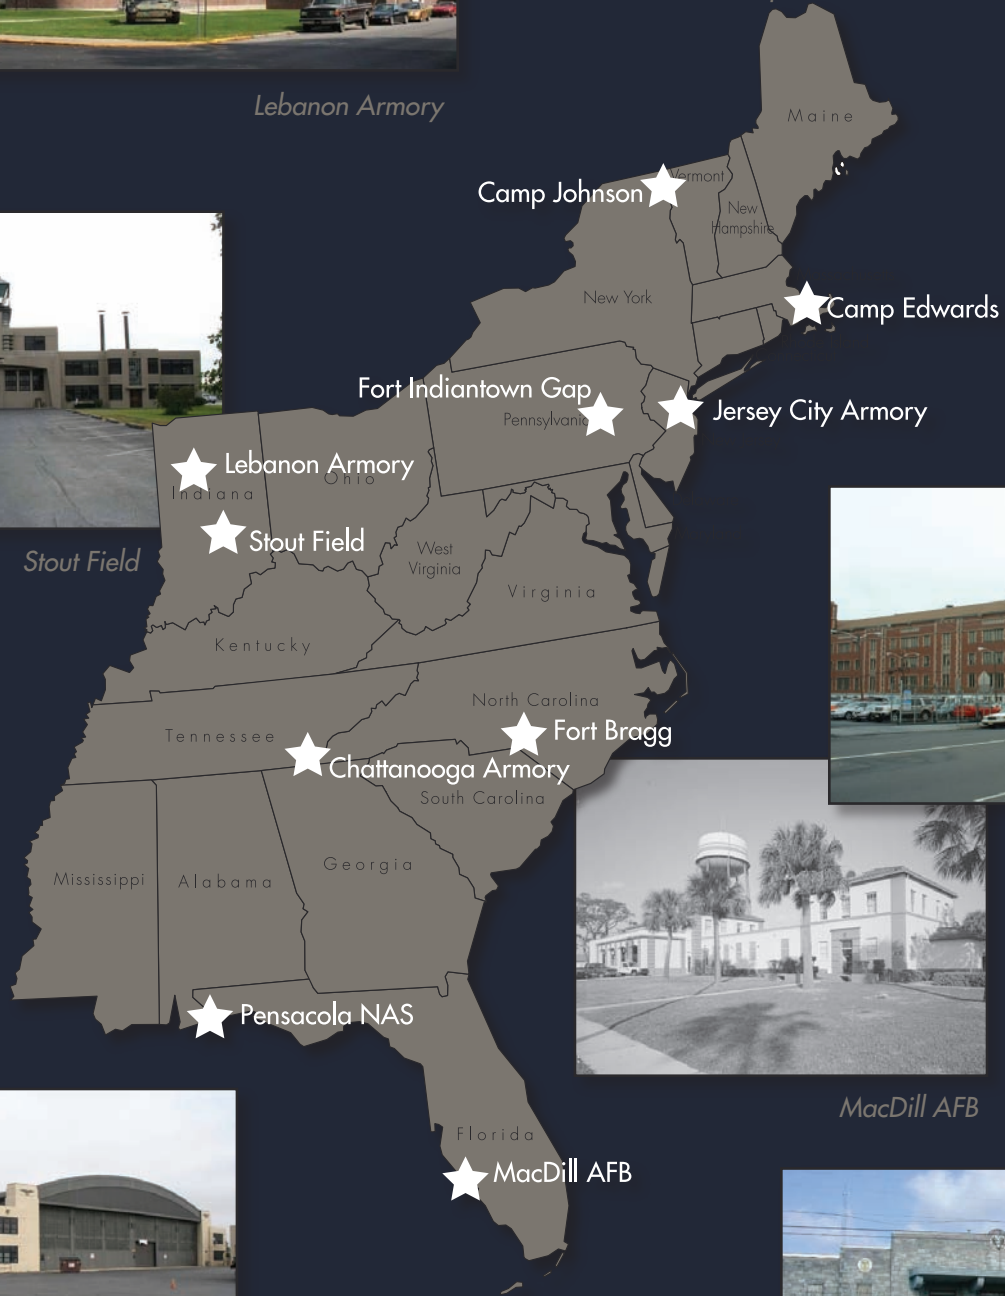 Lebanon Armory
Maine
Camp Johnson
Vermont
New
Hampshire
New York
Camp Edwards
Fort Indiantown Gap
Pennsylvania
Jersey City Armory
Lebanon Armory
Ohio
Indiana
Stout Field
Stout Field
West
Virginia
Virginia
Kentucky
North Carolina
Fort Bragg
Tennessee
Chattanooga Armory
South Carolina
Georgia
Mississippi
Alabama
Pensacola NAS
MacDill AFB
Florida
MacDill AFB